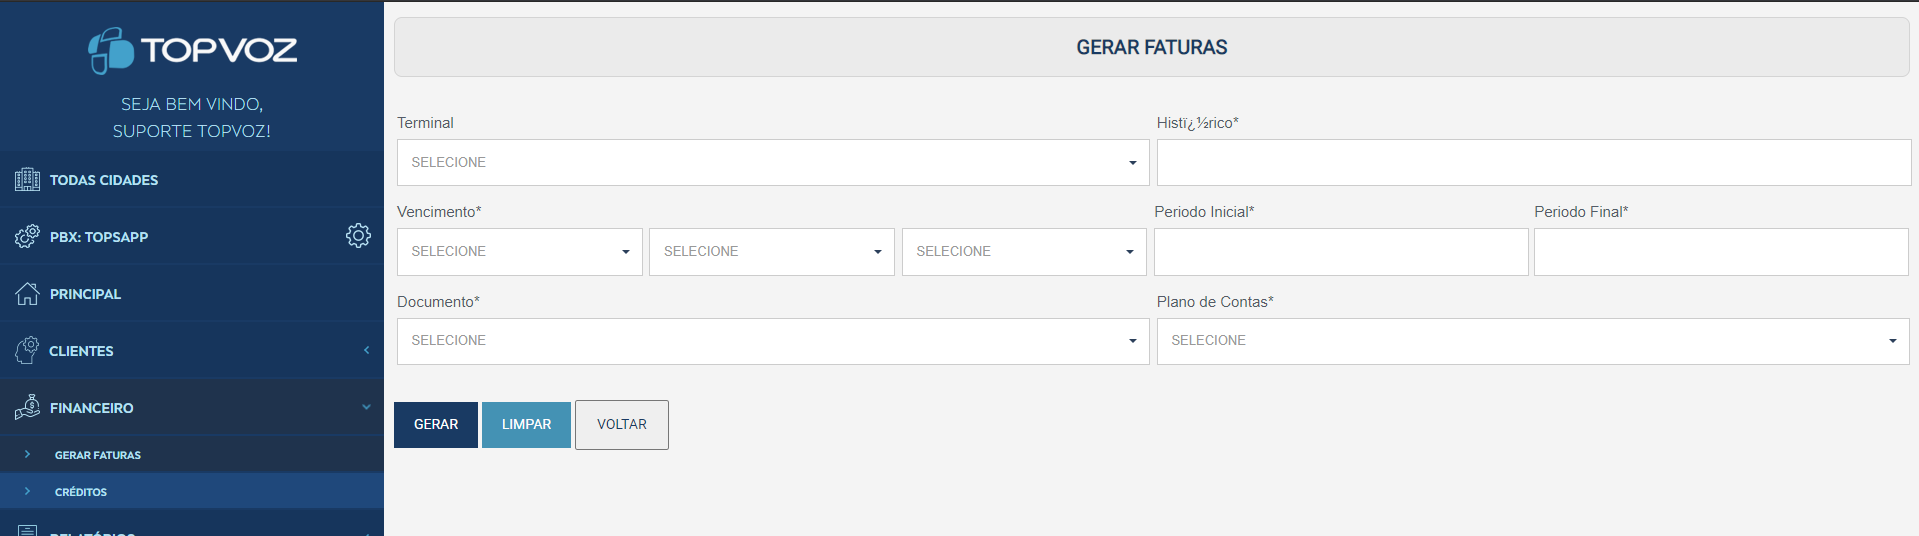 TOPVOZ
SEJA BEM VINDO,
SUPORTE TOPVOZ!
TODAS CIDADES
PBX: TOPSAPP
PRINCIPAL
CLIENTES
FINANCEIRO
GERAR FATURAS
CRÉDITOS
RELATÓRIOS
GERAR FATURAS
Terminal
Histï¿½rico*
SELECIONE
Vencimento*
Periodo Inicial*
Periodo Final*
SELECIONE
SELECIONE
SELECIONE
Documento*
Plano de Contas*
SELECIONE
SELECIONE
GERAR
LIMPAR
VOLTAR